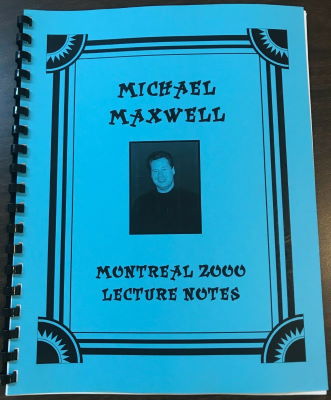 MICHAEL
MAXWELL
MONTREAL 2000
LECTURE NOTES